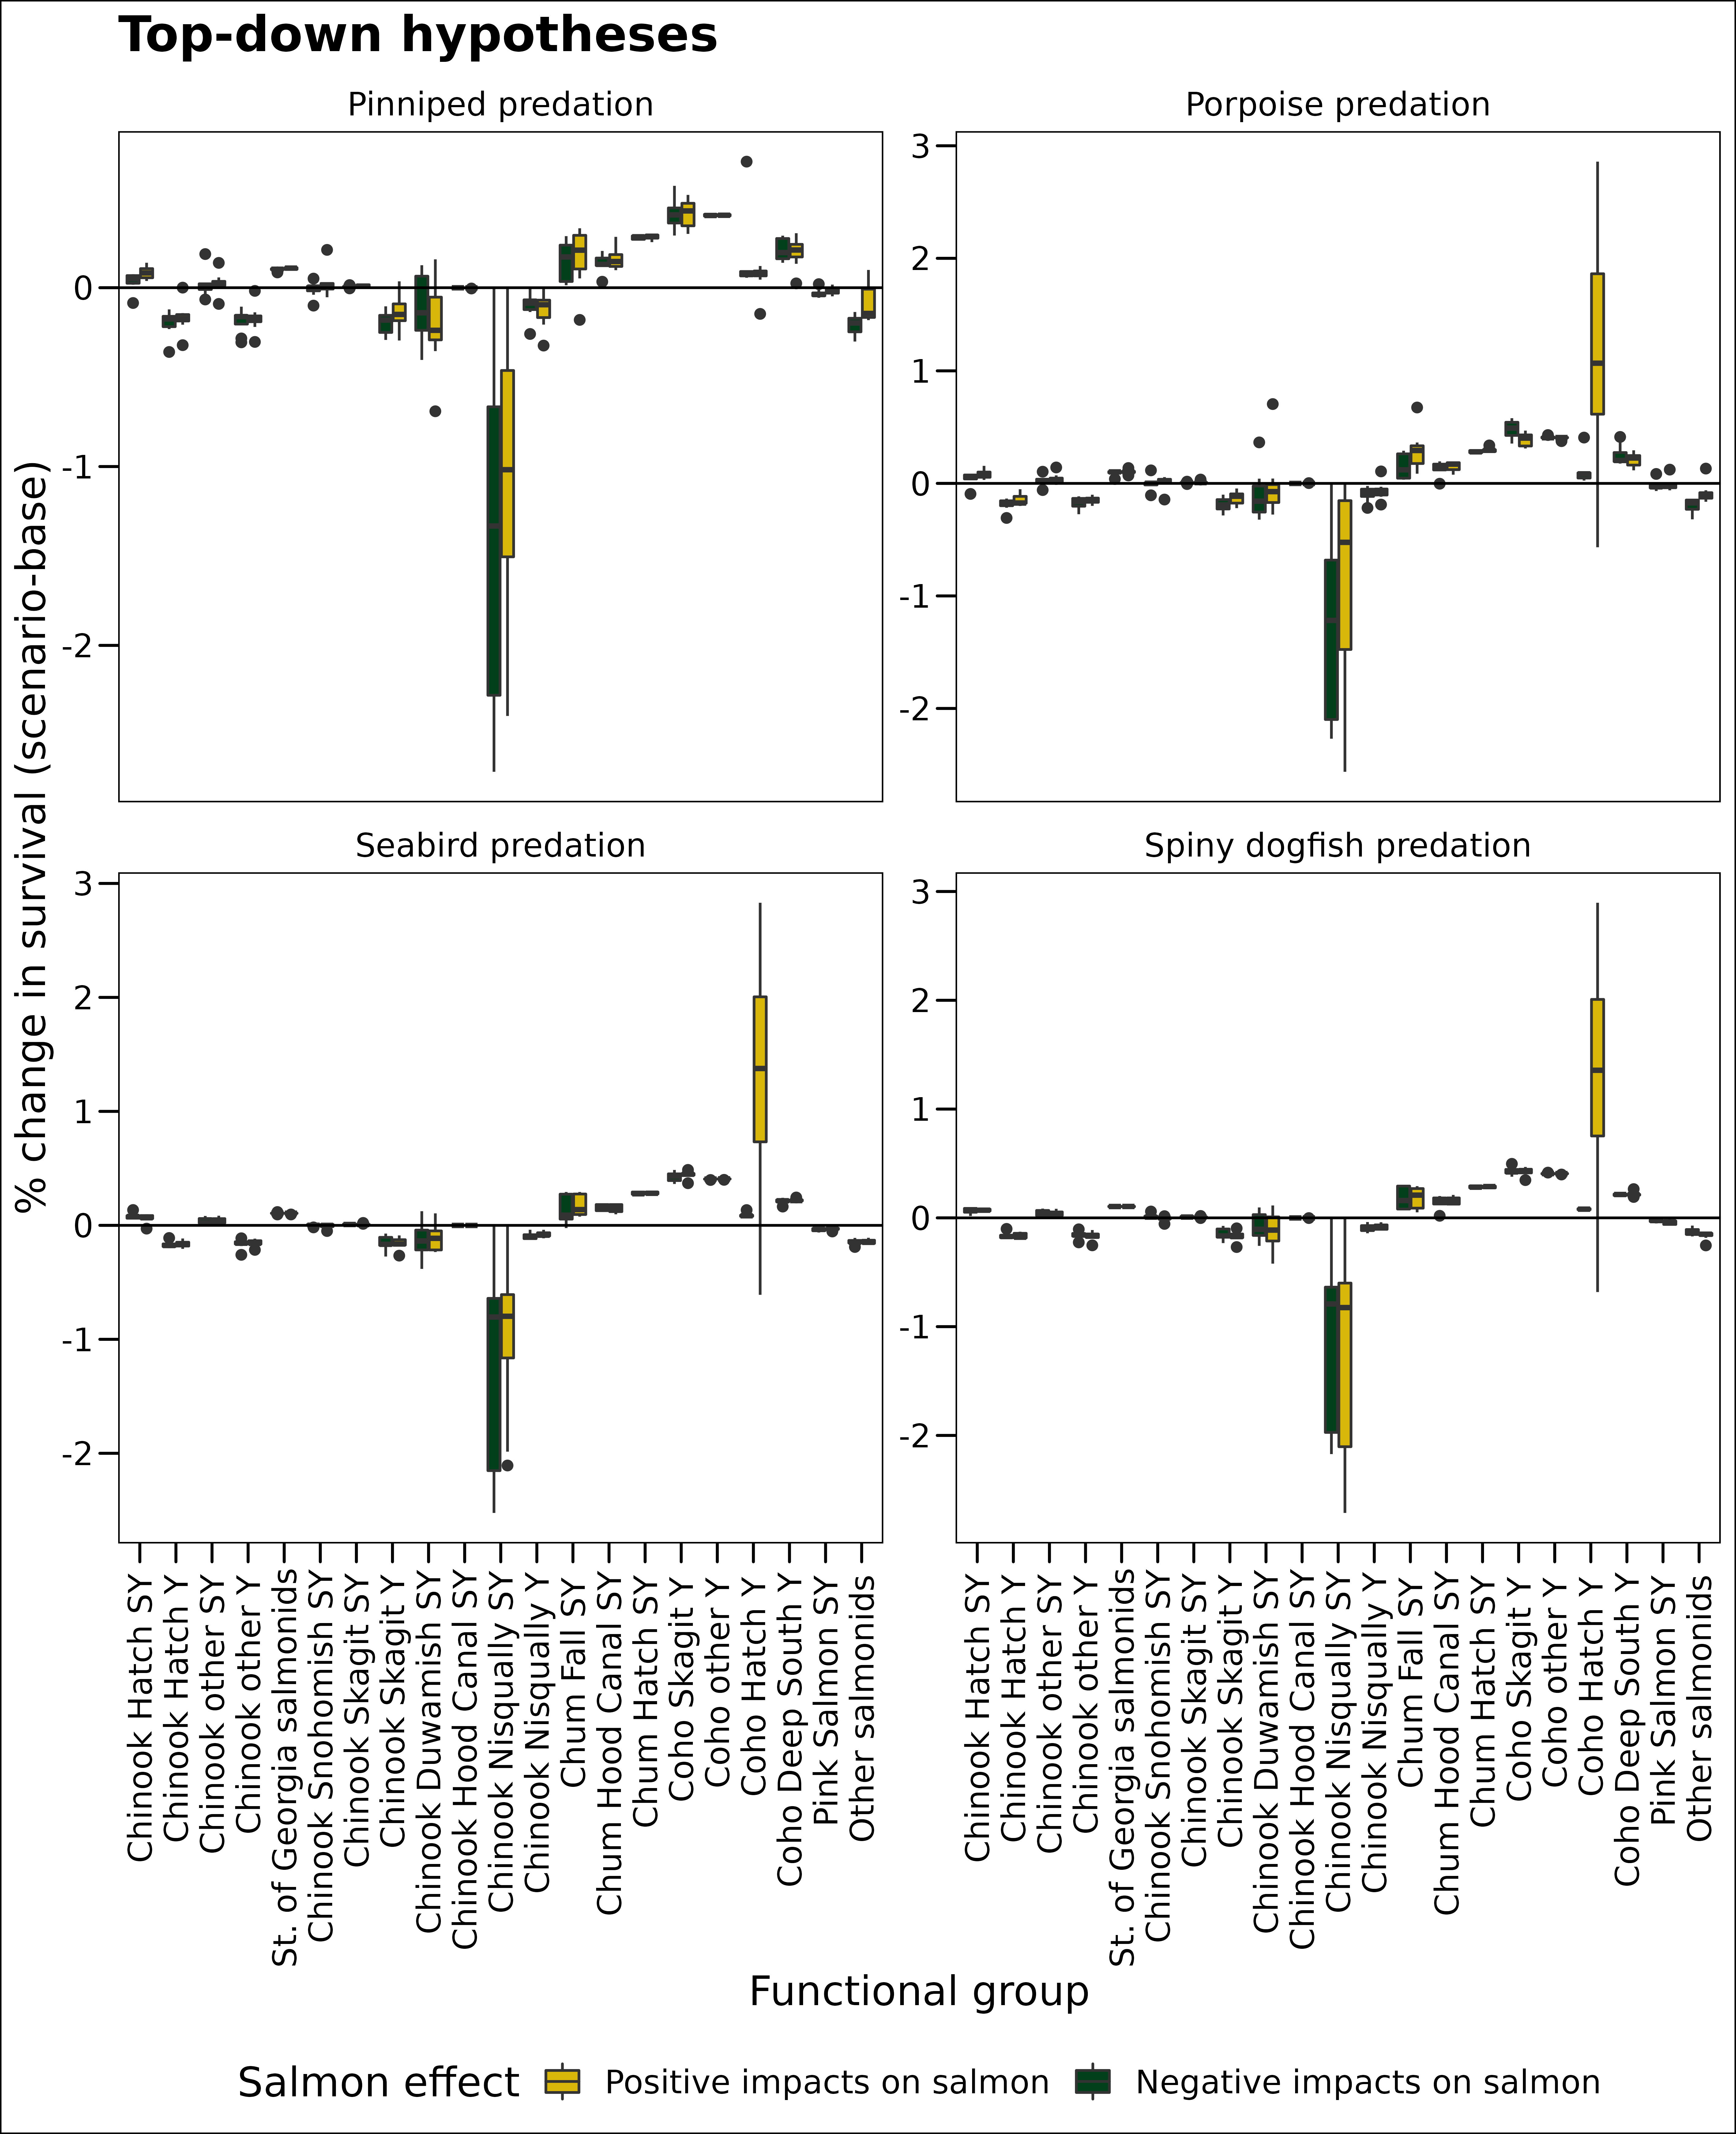 Top-down hypotheses
Pinniped predation
Porpoise predation
0
-1
-2
3
2
1
0
-1
-2
% change in survival (scenario-base)
Seabird predation
Spiny dogfish predation
3
2
1
0
-1
-2
3
2
1
0
-1
-2
Chinook Hatch SY
Chinook Hatch Y
Chinook other SY
Chinook other Y
St. of Georgia salmonids
Chinook Snohomish SY
Chinook Skagit SY
Chinook Skagit Y
Chinook Duwamish SY
Chinook Hood Canal SY
Chinook Nisqually SY
Chinook Nisqually Y
Chum Fall SY
Chum Hood Canal SY
Chum Hatch SY
Coho Skagit Y
Coho other Y
Coho Hatch Y
Coho Deep South Y
Pink Salmon SY
Other salmonids
Chinook Hatch SY
Chinook Hatch Y
Chinook other SY
Chinook other Y
St. of Georgia salmonids
Chinook Snohomish SY
Chinook Skagit SY
Chinook Skagit Y
Chinook Duwamish SY
Chinook Hood Canal SY
Chinook Nisqually SY
Chinook Nisqually Y
Chum Fall SY
Chum Hood Canal SY
Chum Hatch SY
Coho Skagit Y
Coho other Y
Coho Hatch Y
Coho Deep South Y
Pink Salmon SY
Other salmonids
Functional group
Salmon effect
Positive impacts on salmon
Negative impacts on salmon